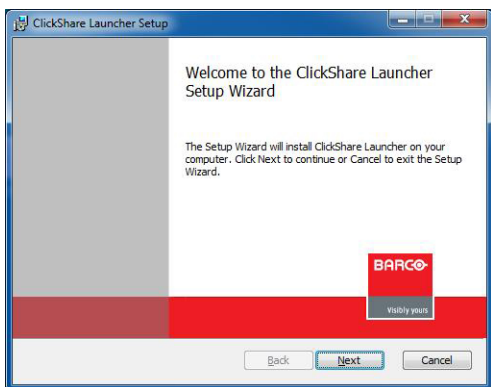 ClickShare Launcher Setup
Welcome to the ClickShare Launcher
Setup Wizard
The Setup Wizard will install ClickShare Launcher on your
computer. Click Next to continue or Cancel to exit the Setup
Wizard.
BARCO
Visibly yours
Back
Next
Cancel